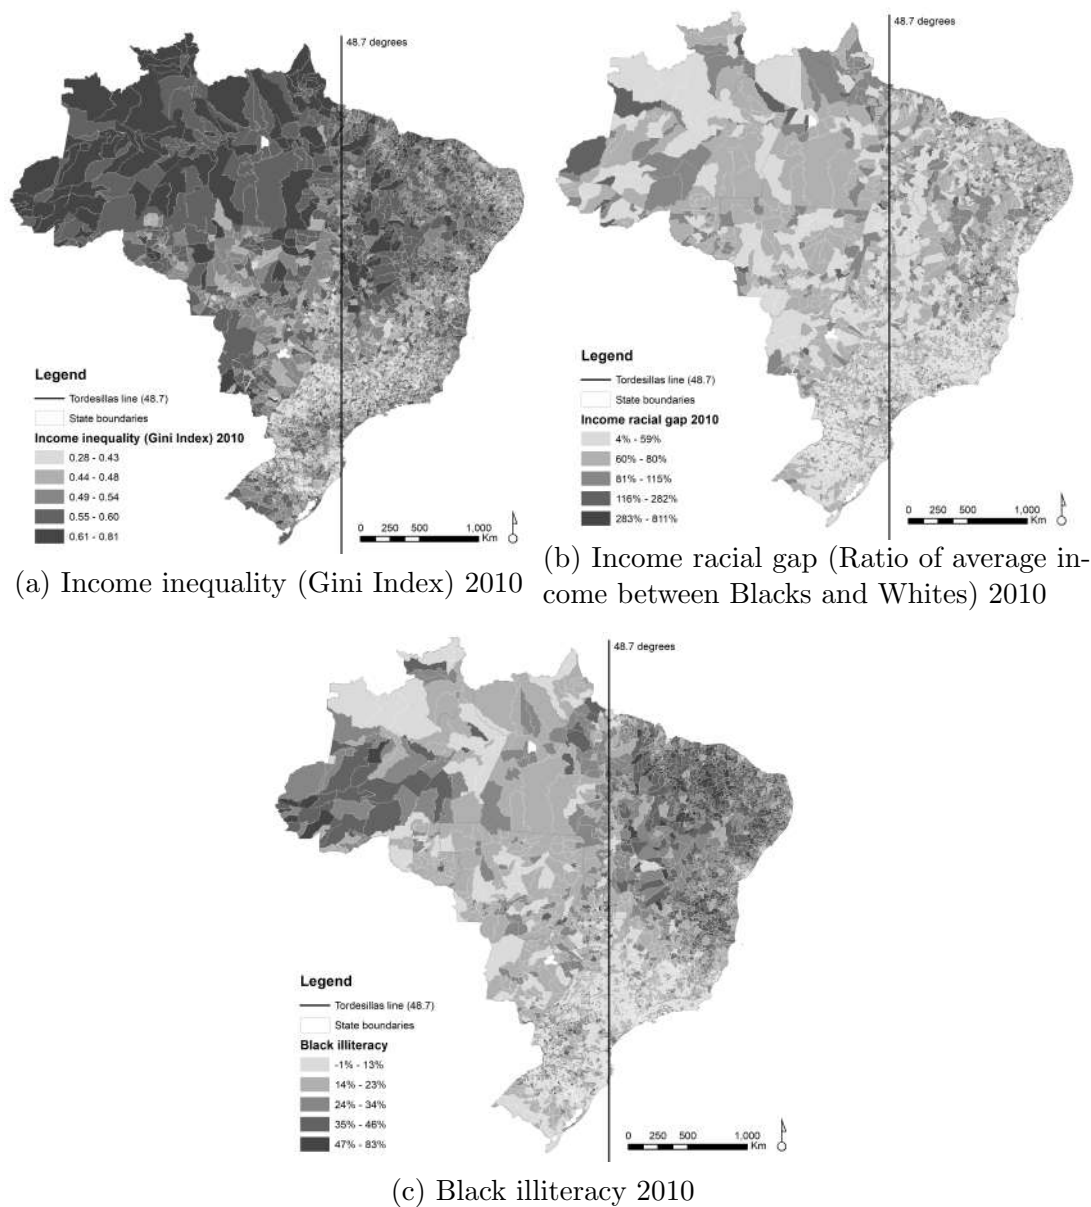 48.7 degrees
Legend
Tordesillas line (48.7)
State boundaries
Income inequality (Gini Index) 2010
0.28 - 0.43
0.44 - 0.48
0.49 - 0.54
0.55 - 0.60
0.61 - 0.81
0 250 500 1,000
Km
(a) Income inequality (Gini Index) 2010
48.7 degrees
Legend
Tordesillas line (48.7)
State boundaries
Income racial gap 2010
4% - 59%
60% - 80%
81% - 115%
116% - 282%
283% - 811%
0 250 500 1,000
Km
(b) Income racial gap (Ratio of average in-
come between Blacks and Whites) 2010
48.7 degrees
Legend
Tordesillas line (48.7)
State boundaries
Black illiteracy
-1% - 13%
14% - 23%
24% - 34%
35% - 46%
47% - 83%
0 250 500 1,000
Km
(c) Black illiteracy 2010